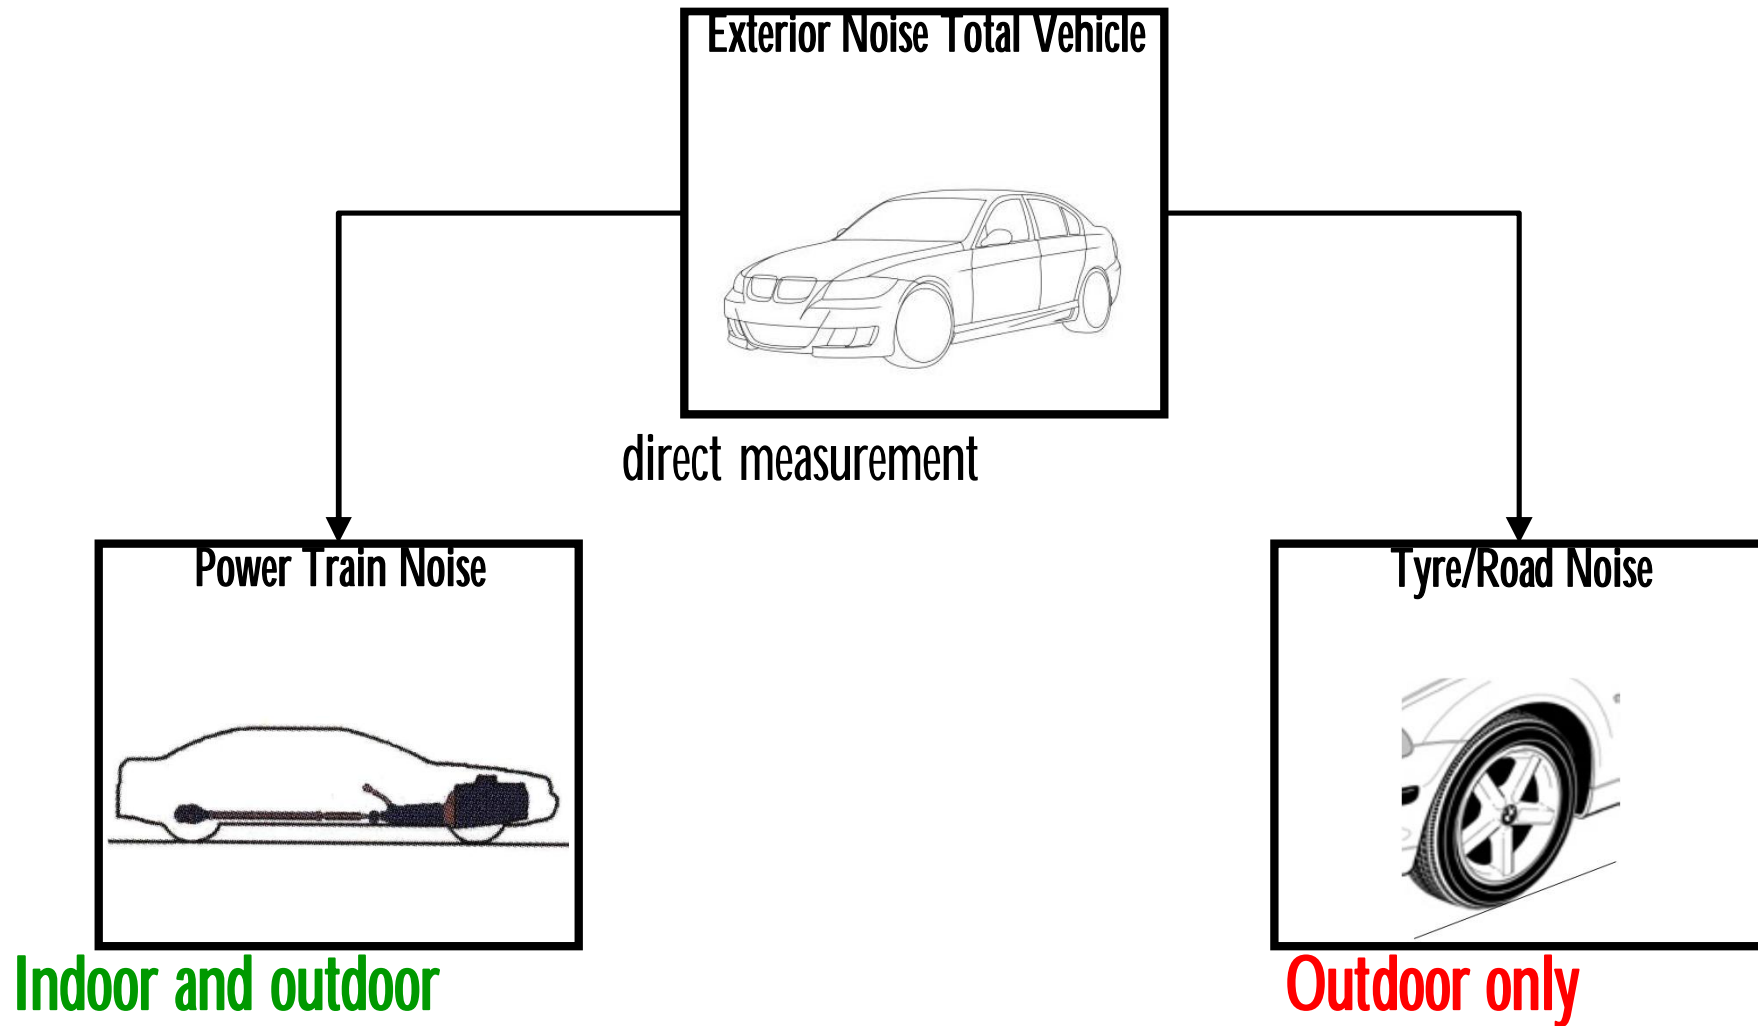 Exterior Noise Total Vehicle
direct measurement
Power Train Noise
Tyre/Road Noise
Indoor and outdoor
Outdoor only